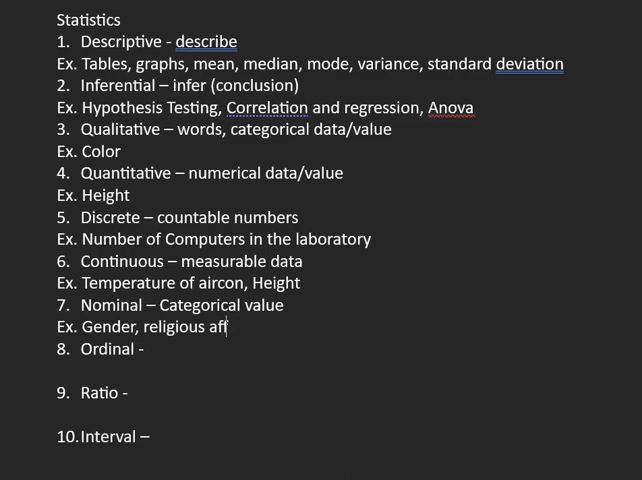 Statistics
1. Descriptive - describe
Ex. Tables, graphs, mean, median, mode, variance, standard deviation
2. Inferential – infer (conclusion)
Ex. Hypothesis Testing, Correlation and regression, Anova
3. Qualitative – words, categorical data/value
Ex. Color
4. Quantitative – numerical data/value
Ex. Height
5. Discrete – countable numbers
Ex. Number of Computers in the laboratory
6. Continuous – measurable data
Ex. Temperature of aircon, Height
7. Nominal – Categorical value
Ex. Gender, religious aff
8. Ordinal -
9. Ratio -
10. Interval –